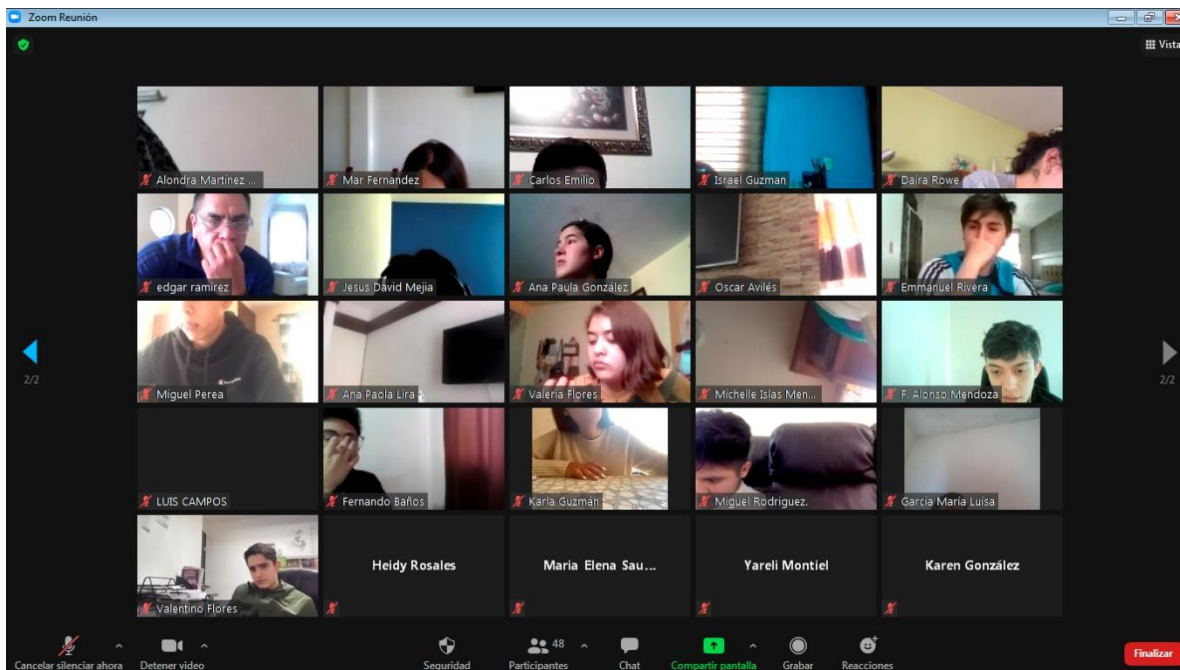 Zoom Reunión
Vista
Alondra Martínez ...
Mar Fernandez
Carlos Emilio
Israel Guzman
Daira Rowe
edgar ramirez
Jesus David Mejia
Ana Paula González
Oscar Avilés
Emmanuel Rivera
Miguel Perea
Ana Paola Lira
Valeria Flores
Michelle Islas Men...
F. Alonso Mendoza
2/2
2/2
LUIS CAMPOS
Fernando Baños
Karla Guzmán
Miguel Rodriguez.
García María Luisa
Valentino Flores
Heidy Rosales
Maria Elena Sau...
Yareli Montiel
Karen González
Cancelar silenciar ahora
Detener video
Seguridad
Participantes
48
Chat
Compartir pantalla
Grabar
Reacciones
Finalizar